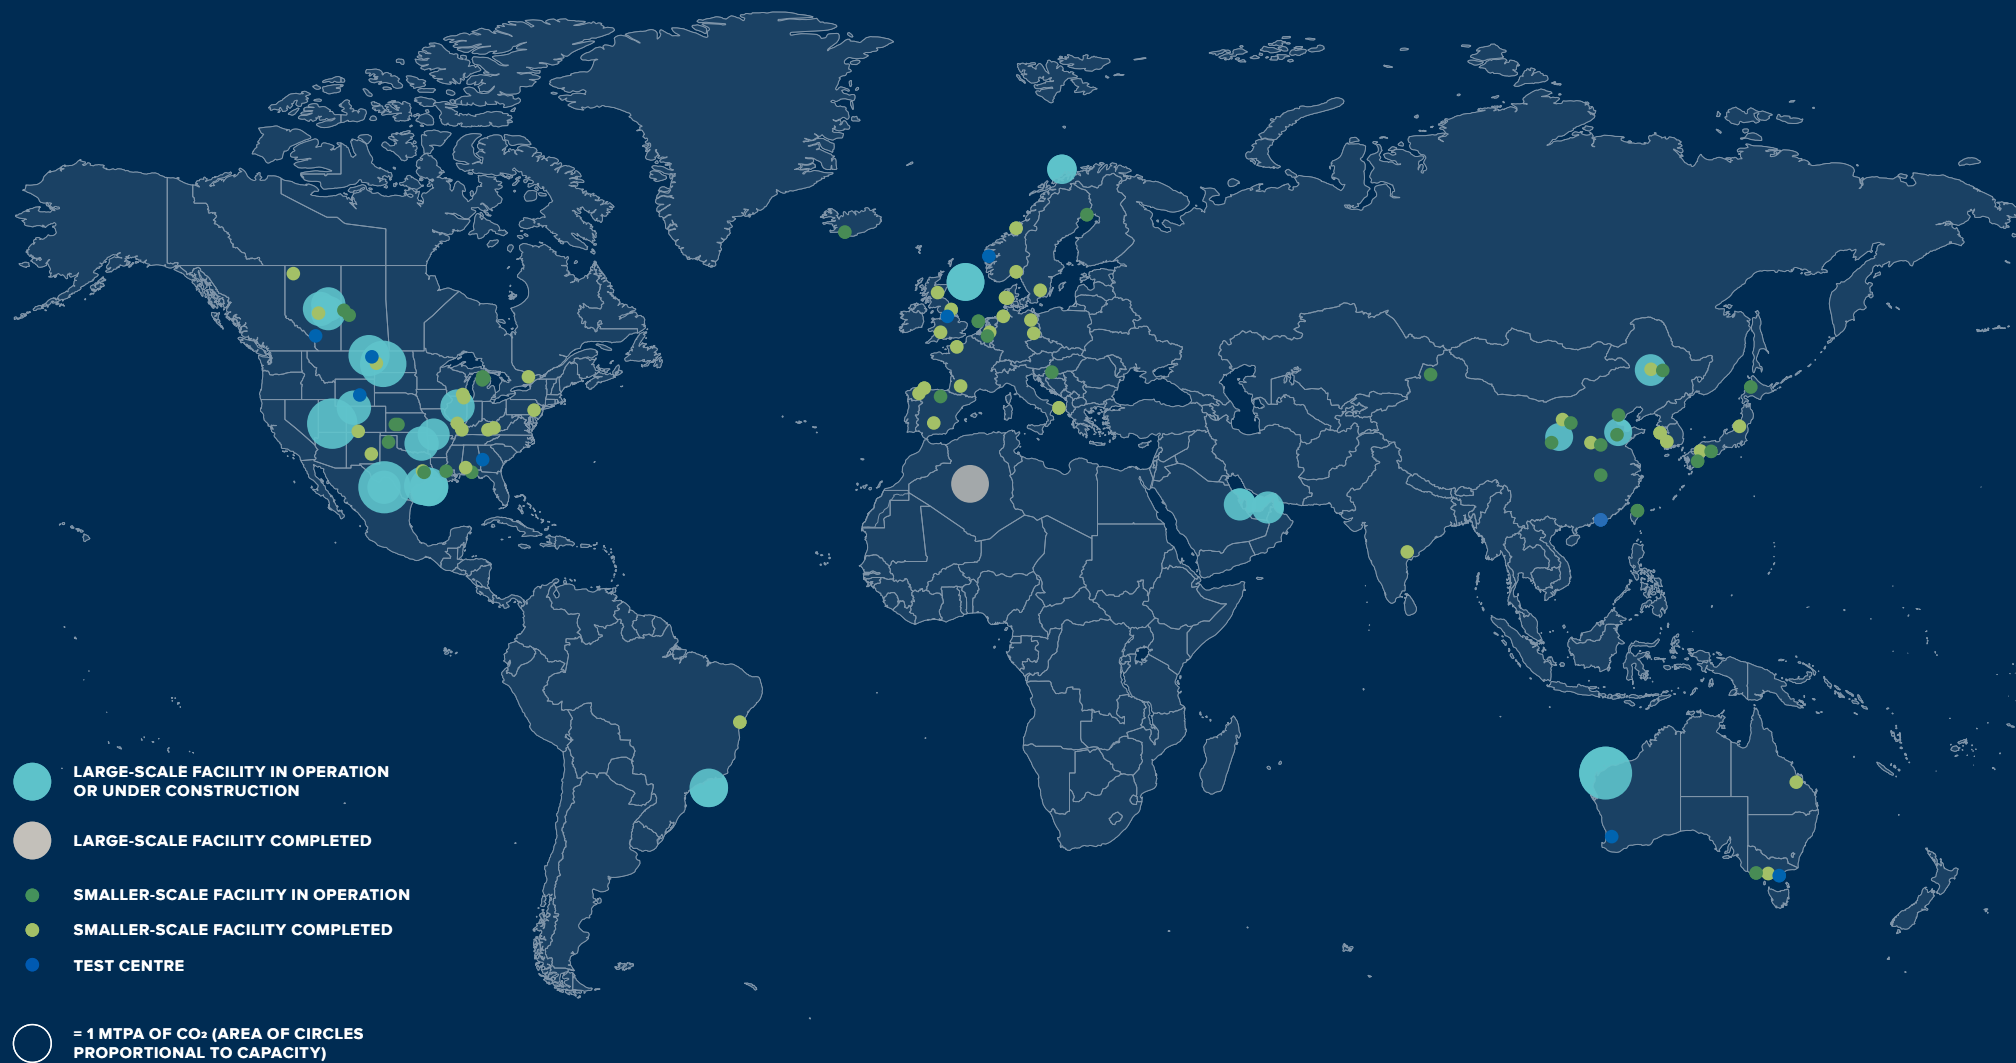 LARGE-SCALE FACILITY IN OPERATION
OR UNDER CONSTRUCTION
LARGE-SCALE FACILITY COMPLETED
SMALLER-SCALE FACILITY IN OPERATION
SMALLER-SCALE FACILITY COMPLETED
TEST CENTRE
= 1 MTPA OF CO₂ (AREA OF CIRCLES
PROPORTIONAL TO CAPACITY)